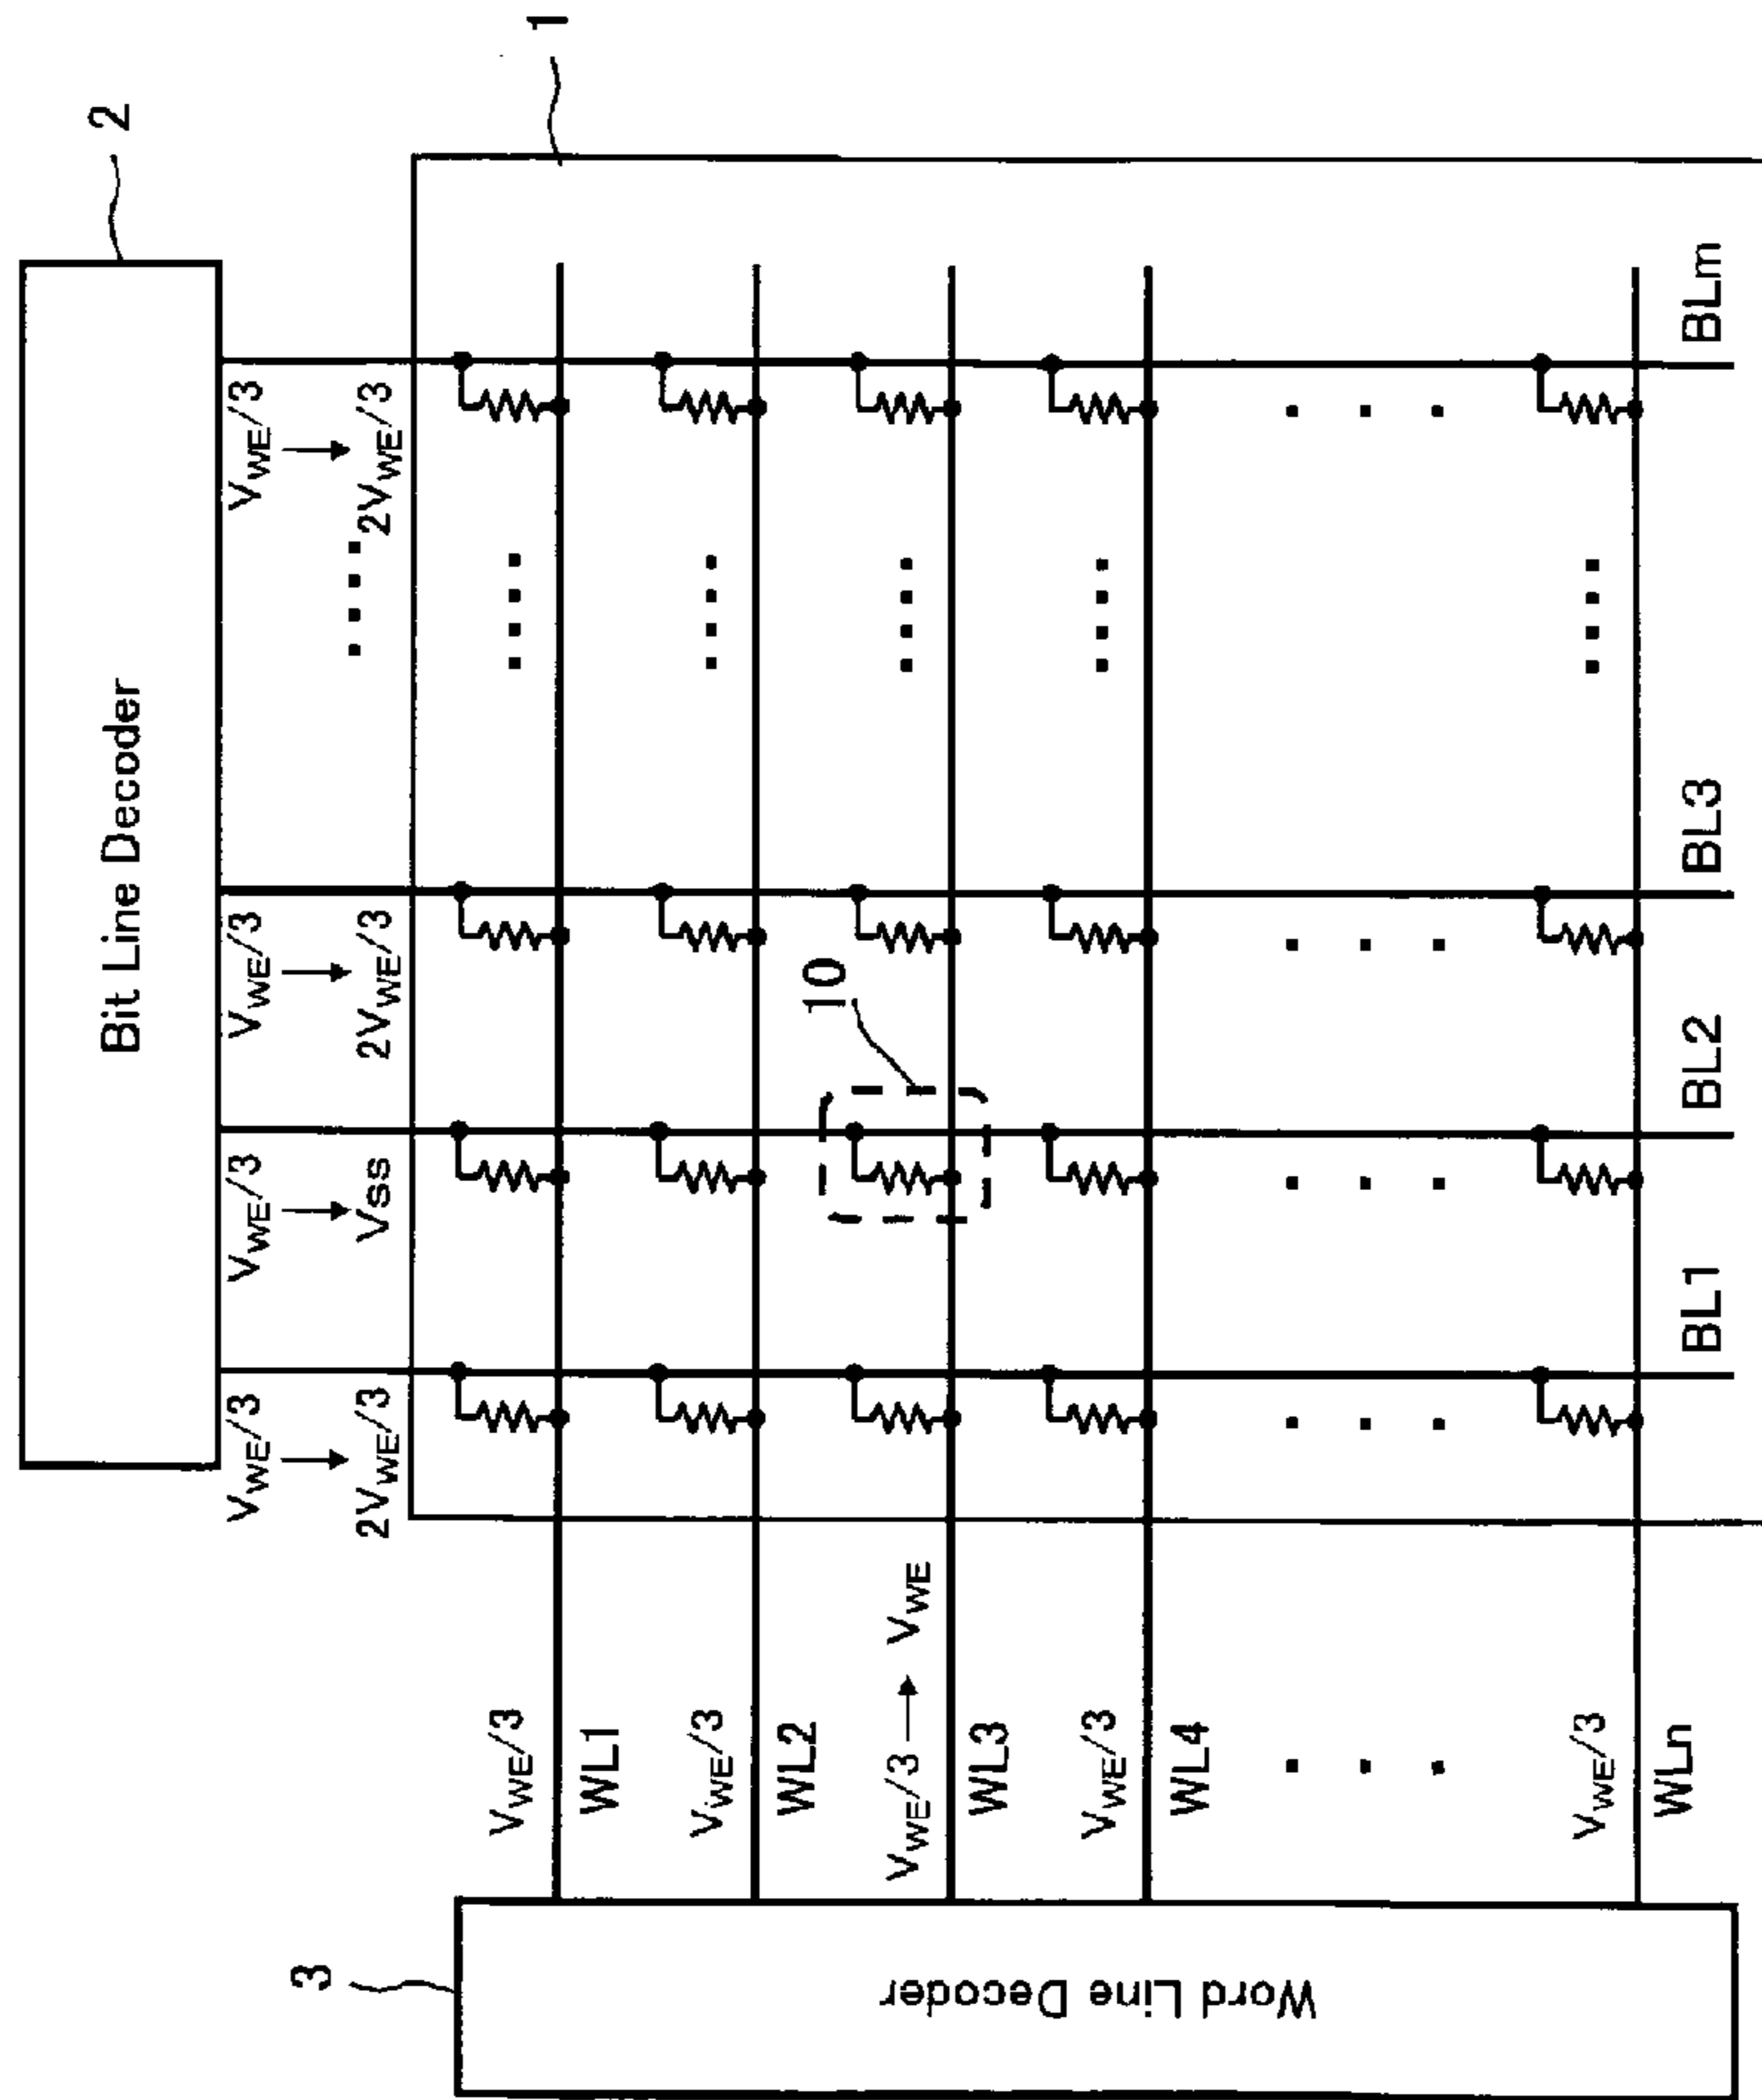 2
Bit Line Decoder
1
V_WE/3 → 2V_WE/3
V_WE/3 → Vss
V_WE/3 → 2V_WE/3
. . . .
V_WE/3 → 2V_WE/3
3
Word Line Decoder
V_WE/3
WL1
V_WE/3
WL2
V_WE/3 → V_WE
WL3
10
V_WE/3
WL4
V_WE/3
WLn
BL1
BL2
BL3
BLm